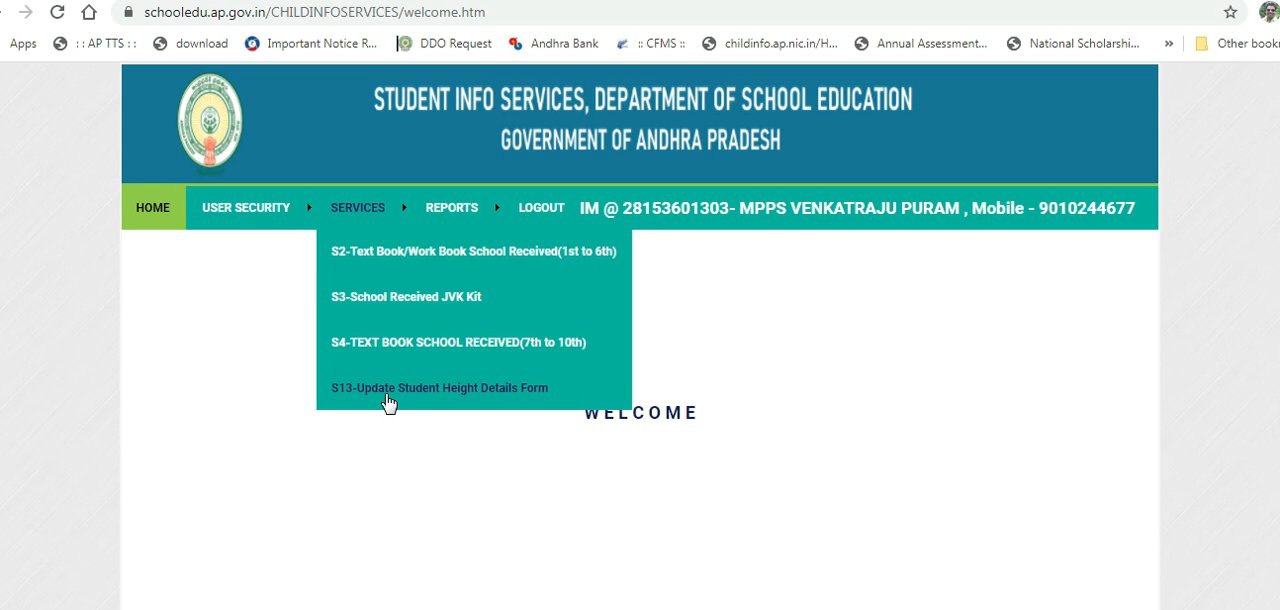 schooledu.ap.gov.in/CHILDINFOSERVICES/welcome.htm
Apps : : AP TTS : : download Important Notice R... DDO Request Andhra Bank :: CFMS :: childinfo.ap.nic.in/H... Annual Assessment... National Scholarshi... » Other book
STUDENT INFO SERVICES, DEPARTMENT OF SCHOOL EDUCATION
GOVERNMENT OF ANDHRA PRADESH
HOME USER SECURITY SERVICES REPORTS LOGOUT IM @ 28153601303- MPPS VENKATRAJU PURAM , Mobile - 9010244677
S2-Text Book/Work Book School Received(1st to 6th)
S3-School Received JVK Kit
S4-TEXT BOOK SCHOOL RECEIVED(7th to 10th)
S13-Update Student Height Details Form
WELCOME